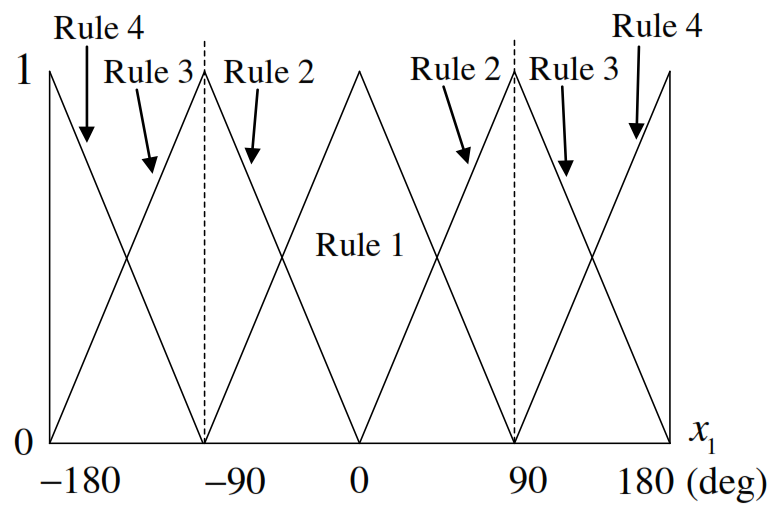 Rule 4
Rule 4
1
Rule 3
Rule 2
Rule 2
Rule 3
Rule 1
0
x₁
−180
−90
0
90
180 (deg)